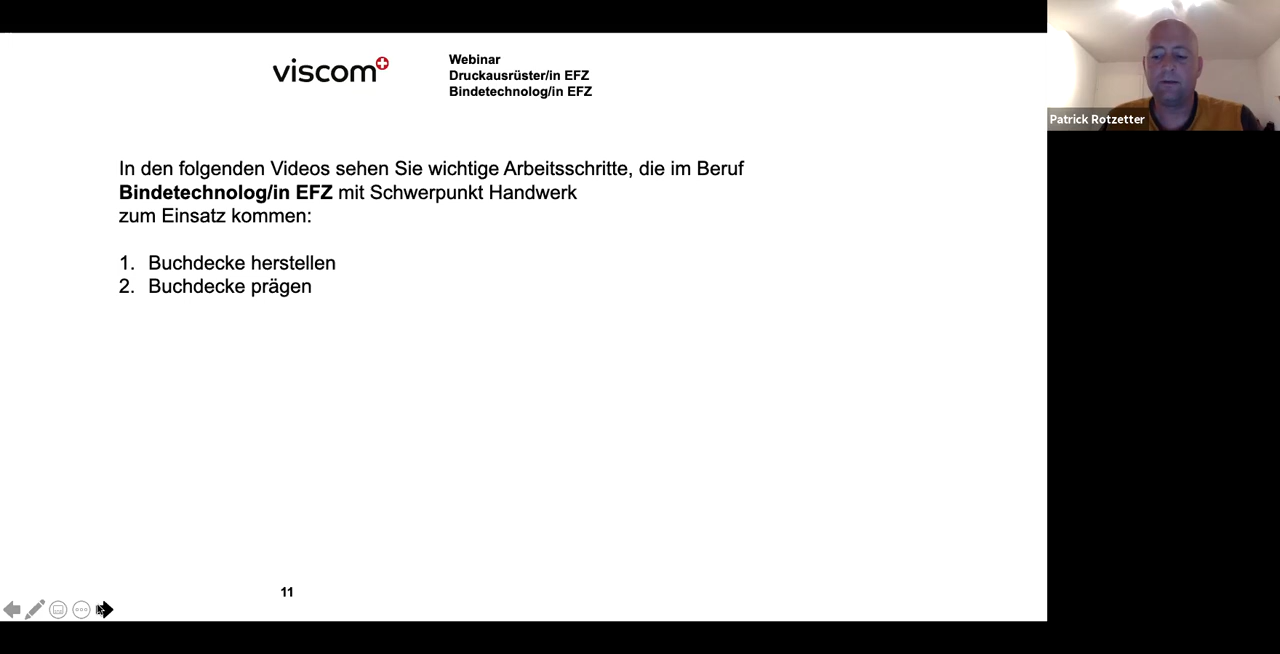 viscom
Webinar
Druckausrüster/in EFZ
Bindetechnolog/in EFZ
Patrick Rotzetter
In den folgenden Videos sehen Sie wichtige Arbeitsschritte, die im Beruf
Bindetechnolog/in EFZ mit Schwerpunkt Handwerk
zum Einsatz kommen:
1. Buchdecke herstellen
2. Buchdecke prägen
11